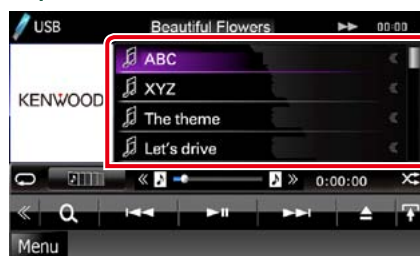 USB Beautiful Flowers 00:00
ABC
KENWOOD
XYZ
The theme
Let's drive
0:00:00
Menu